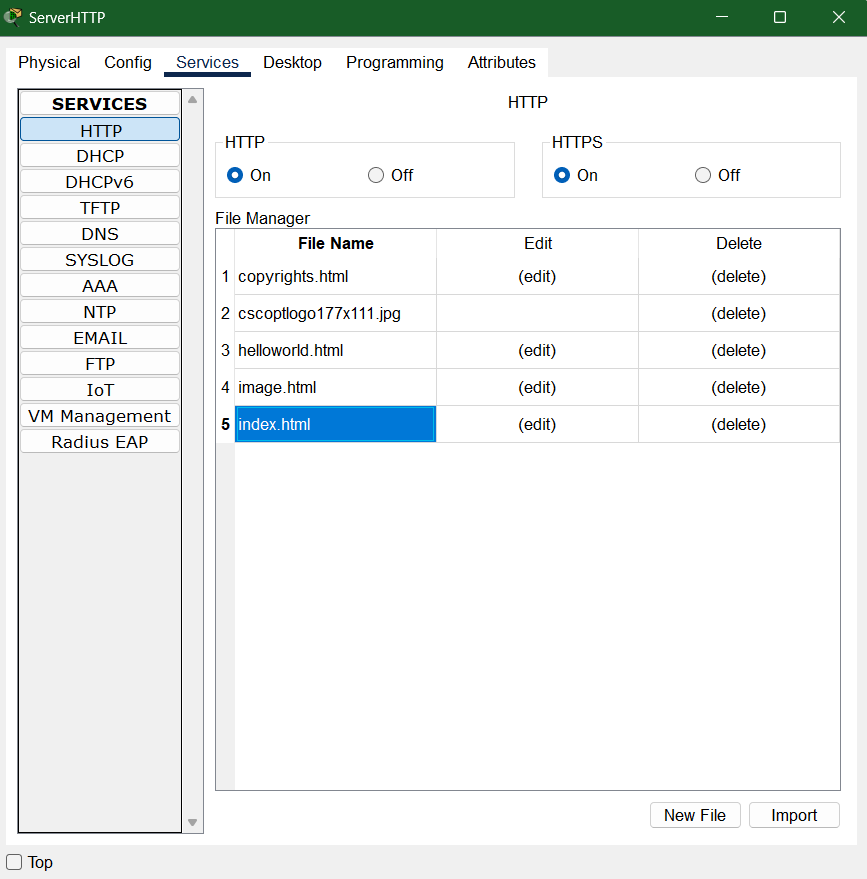 ServerHTTP
Physical Config Services Desktop Programming Attributes
SERVICES
HTTP
DHCP
DHCPv6
TFTP
DNS
SYSLOG
AAA
NTP
EMAIL
FTP
IoT
VM Management
Radius EAP
HTTP
HTTP
On Off
HTTPS
On Off
File Manager
File Name Edit Delete
1 copyrights.html (edit) (delete)
2 cscoptlogo177x111.jpg (delete)
3 helloworld.html (edit) (delete)
4 image.html (edit) (delete)
5 index.html (edit) (delete)
New File Import
Top